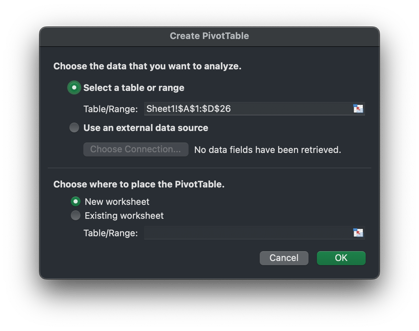 Create PivotTable
Choose the data that you want to analyze.
Select a table or range
Table/Range: Sheet1!$A$1:$D$26
Use an external data source
Choose Connection... No data fields have been retrieved.
Choose where to place the PivotTable.
New worksheet
Existing worksheet
Table/Range:
Cancel OK